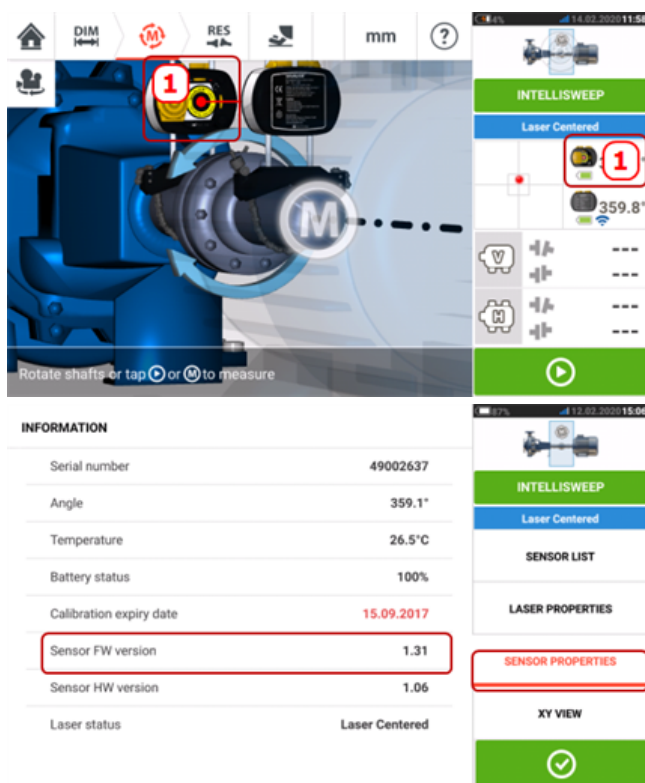 DIM
M
RES
mm
?
1
M
Rotate shafts or tap or M to measure
4%
14.02.2020 11:58
INTELLISWEEP
Laser Centered
1
359.8°
V
---
---
H
---
---
INFORMATION
Serial number 49002637
Angle 359.1°
Temperature 26.5°C
Battery status 100%
Calibration expiry date 15.09.2017
Sensor FW version 1.31
Sensor HW version 1.06
Laser status Laser Centered
87%
12.02.2020 15:06
INTELLISWEEP
Laser Centered
SENSOR LIST
LASER PROPERTIES
SENSOR PROPERTIES
XY VIEW